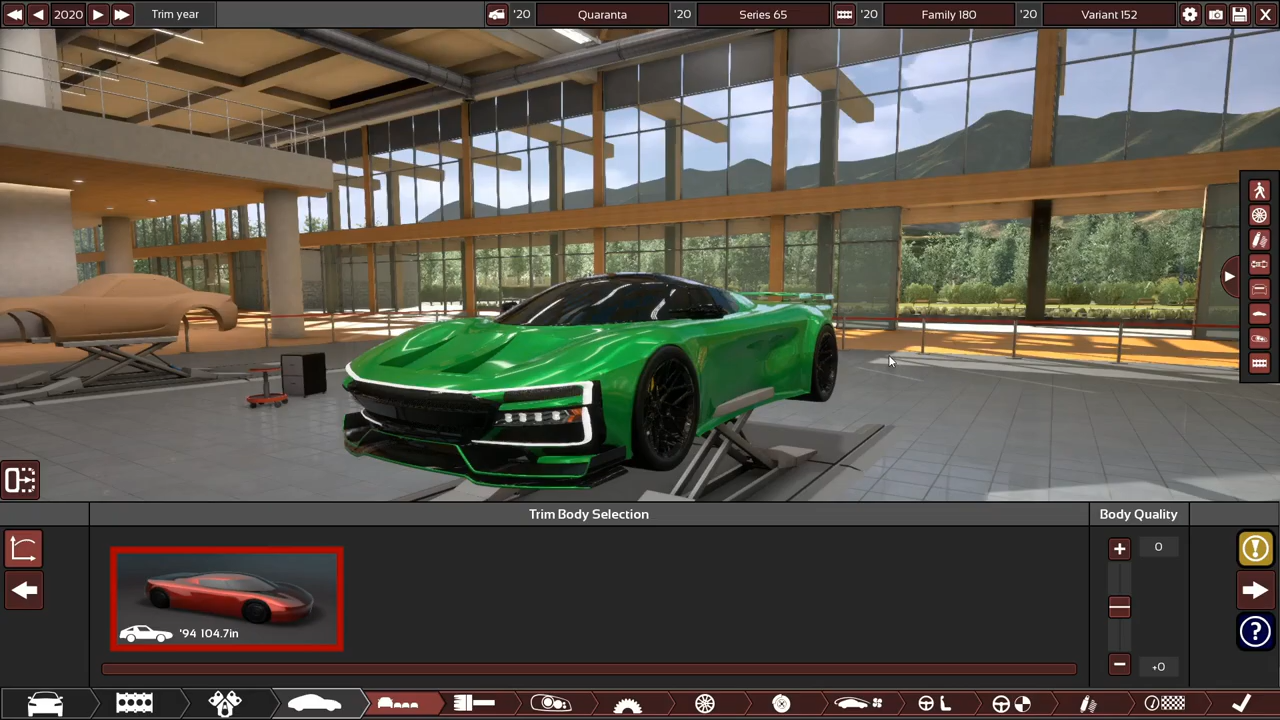 2020
Trim year
'20
Quaranta
'20
Series 65
'20
Family 180
'20
Variant 152
Trim Body Selection
Body Quality
0
'94 104.7in
+0